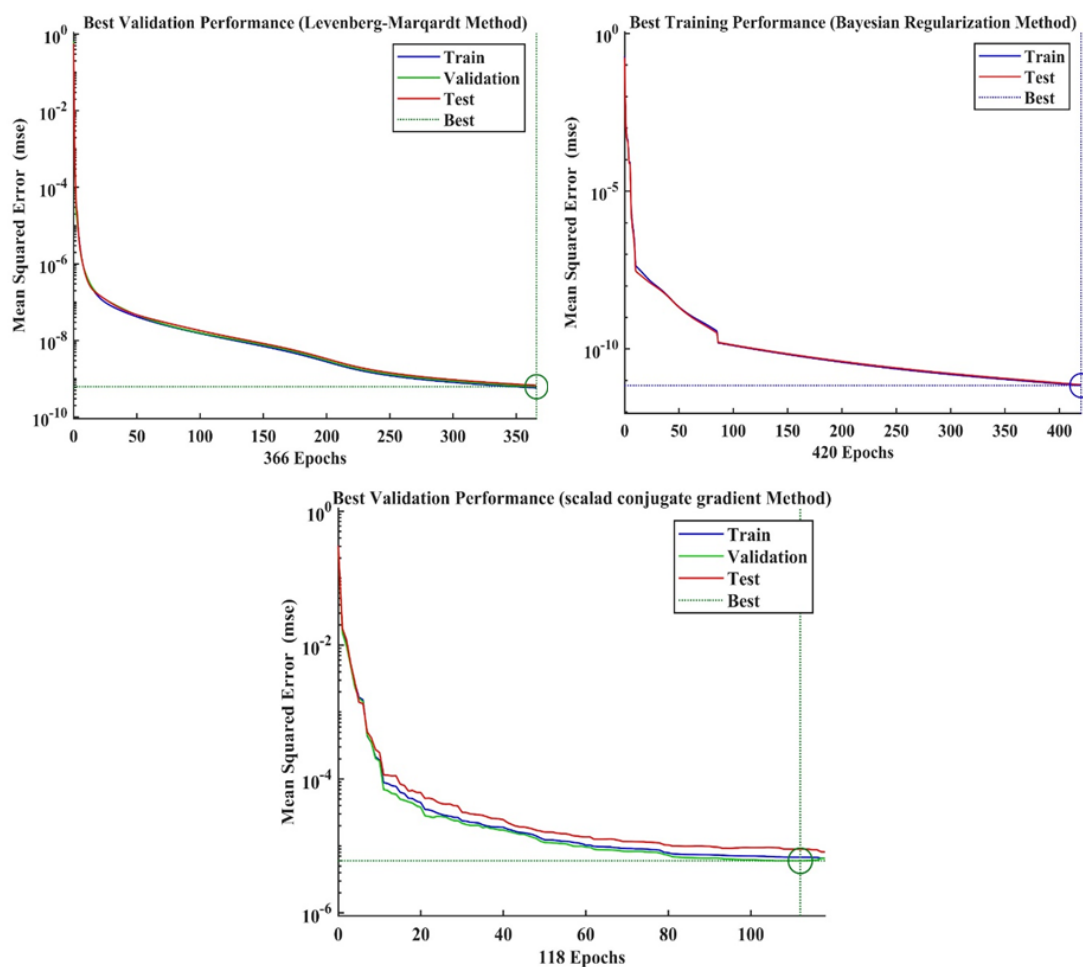 Best Validation Performance (Levenberg-Marqardt Method)
Mean Squared Error (mse)
10^0
10^-2
10^-4
10^-6
10^-8
10^-10
Train
Validation
Test
Best
0 50 100 150 200 250 300 350
366 Epochs
Best Training Performance (Bayesian Regularization Method)
Mean Squared Error (mse)
10^0
10^-5
10^-10
Train
Test
Best
0 50 100 150 200 250 300 350 400
420 Epochs
Best Validation Performance (scalad conjugate gradient Method)
Mean Squared Error (mse)
10^0
10^-2
10^-4
10^-6
Train
Validation
Test
Best
0 20 40 60 80 100
118 Epochs